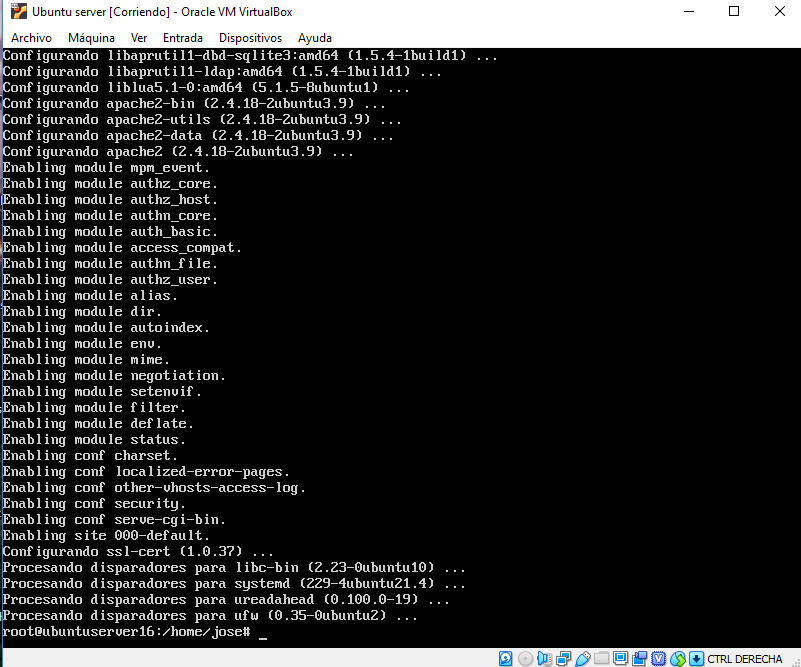 Ubuntu server [Corriendo] - Oracle VM VirtualBox
Archivo Máquina Ver Entrada Dispositivos Ayuda
Configurando libaprutil1-dbd-sqlite3:amd64 (1.5.4-1build1) ...
Configurando libaprutil1-ldap:amd64 (1.5.4-1build1) ...
Configurando liblua5.1-0:amd64 (5.1.5-8ubuntu1) ...
Configurando apache2-bin (2.4.18-2ubuntu3.9) ...
Configurando apache2-utils (2.4.18-2ubuntu3.9) ...
Configurando apache2-data (2.4.18-2ubuntu3.9) ...
Configurando apache2 (2.4.18-2ubuntu3.9) ...
Enabling module mpm_event.
Enabling module authz_core.
Enabling module authz_host.
Enabling module authn_core.
Enabling module auth_basic.
Enabling module access_compat.
Enabling module authn_file.
Enabling module authz_user.
Enabling module alias.
Enabling module dir.
Enabling module autoindex.
Enabling module env.
Enabling module mime.
Enabling module negotiation.
Enabling module setenvif.
Enabling module filter.
Enabling module deflate.
Enabling module status.
Enabling conf charset.
Enabling conf localized-error-pages.
Enabling conf other-vhosts-access-log.
Enabling conf security.
Enabling conf serve-cgi-bin.
Enabling site 000-default.
Configurando ssl-cert (1.0.37) ...
Procesando disparadores para libc-bin (2.23-0ubuntu10) ...
Procesando disparadores para systemd (229-4ubuntu21.4) ...
Procesando disparadores para ureadahead (0.100.0-19) ...
Procesando disparadores para ufw (0.35-0ubuntu2) ...
root@ubuntuserver16:/home/jose# _
CTRL DERECHA